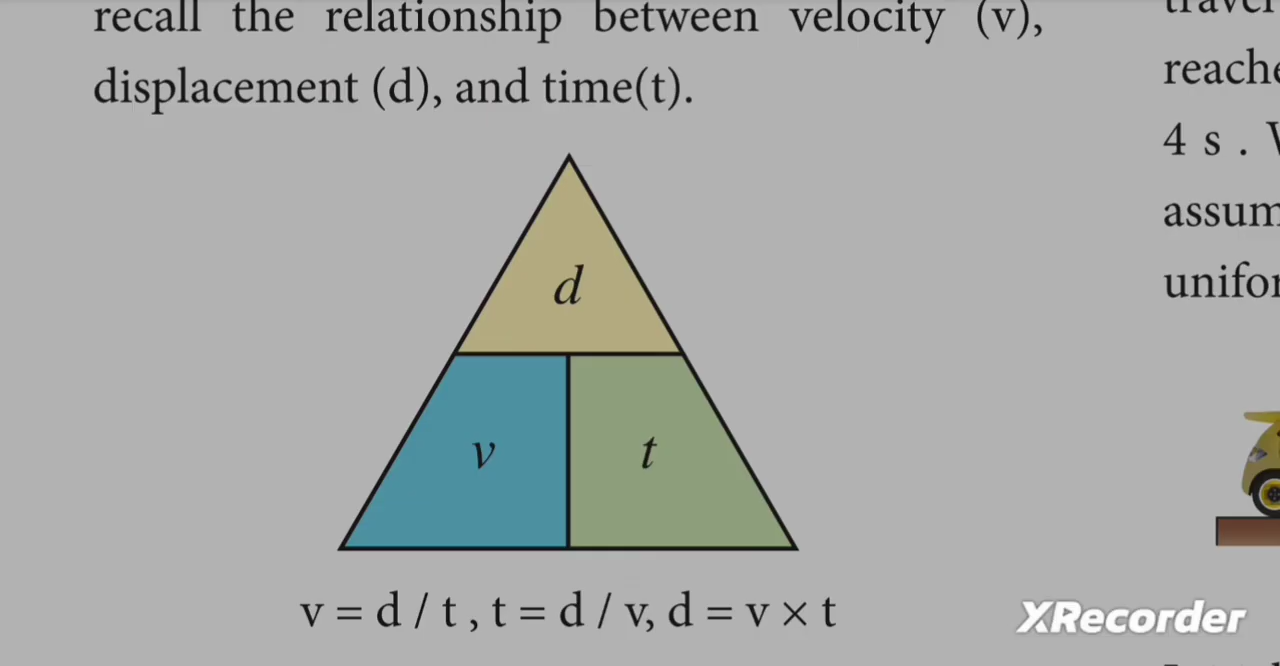 recall the relationship between velocity (v),
displacement (d), and time(t).
d
v
t
v = d / t , t = d / v, d = v × t
reache
4 s .
assum
unifor
XRecorder